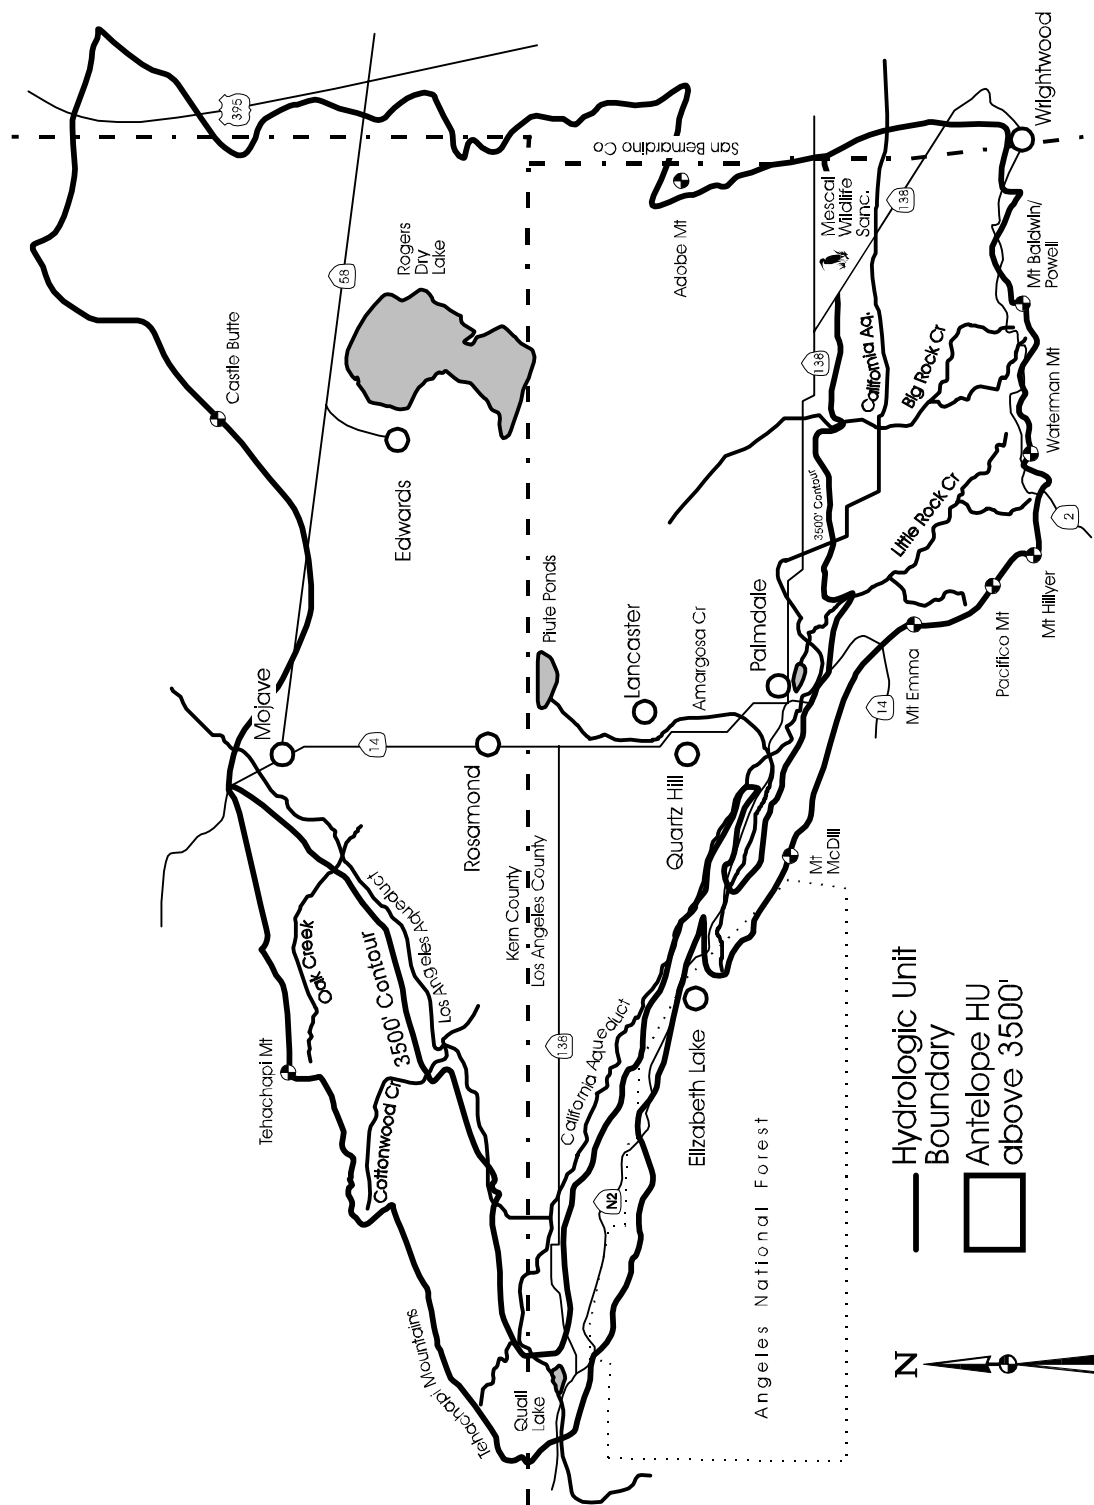 Tehachapi Mountains
Quail
Lake
Tehachapi Mt
Cottonwood Cr
Oak Creek
3500' Contour
Los Angeles Aqueduct
Mojave
14
58
395
Castle Butte
Rogers
Dry
Lake
Edwards
Rosamond
Kern County
Los Angeles County
138
Piute Ponds
San Bernardino Co
Adobe Mt
California Aqueduct
N2
Elizabeth Lake
Lancaster
Quartz Hill
Amargosa Cr
Palmdale
3500' Contour
138
Mescal
Wildlife
Sanc.
California Aq.
138
Big Rock Cr
Little Rock Cr
Mt
McDill
14
Mt Emma
Pacifico Mt
Mt Hillyer
2
Waterman Mt
Mt Baldwin/
Powell
Wrightwood
Angeles National Forest
N
Hydrologic Unit
Boundary
Antelope HU
above 3500'